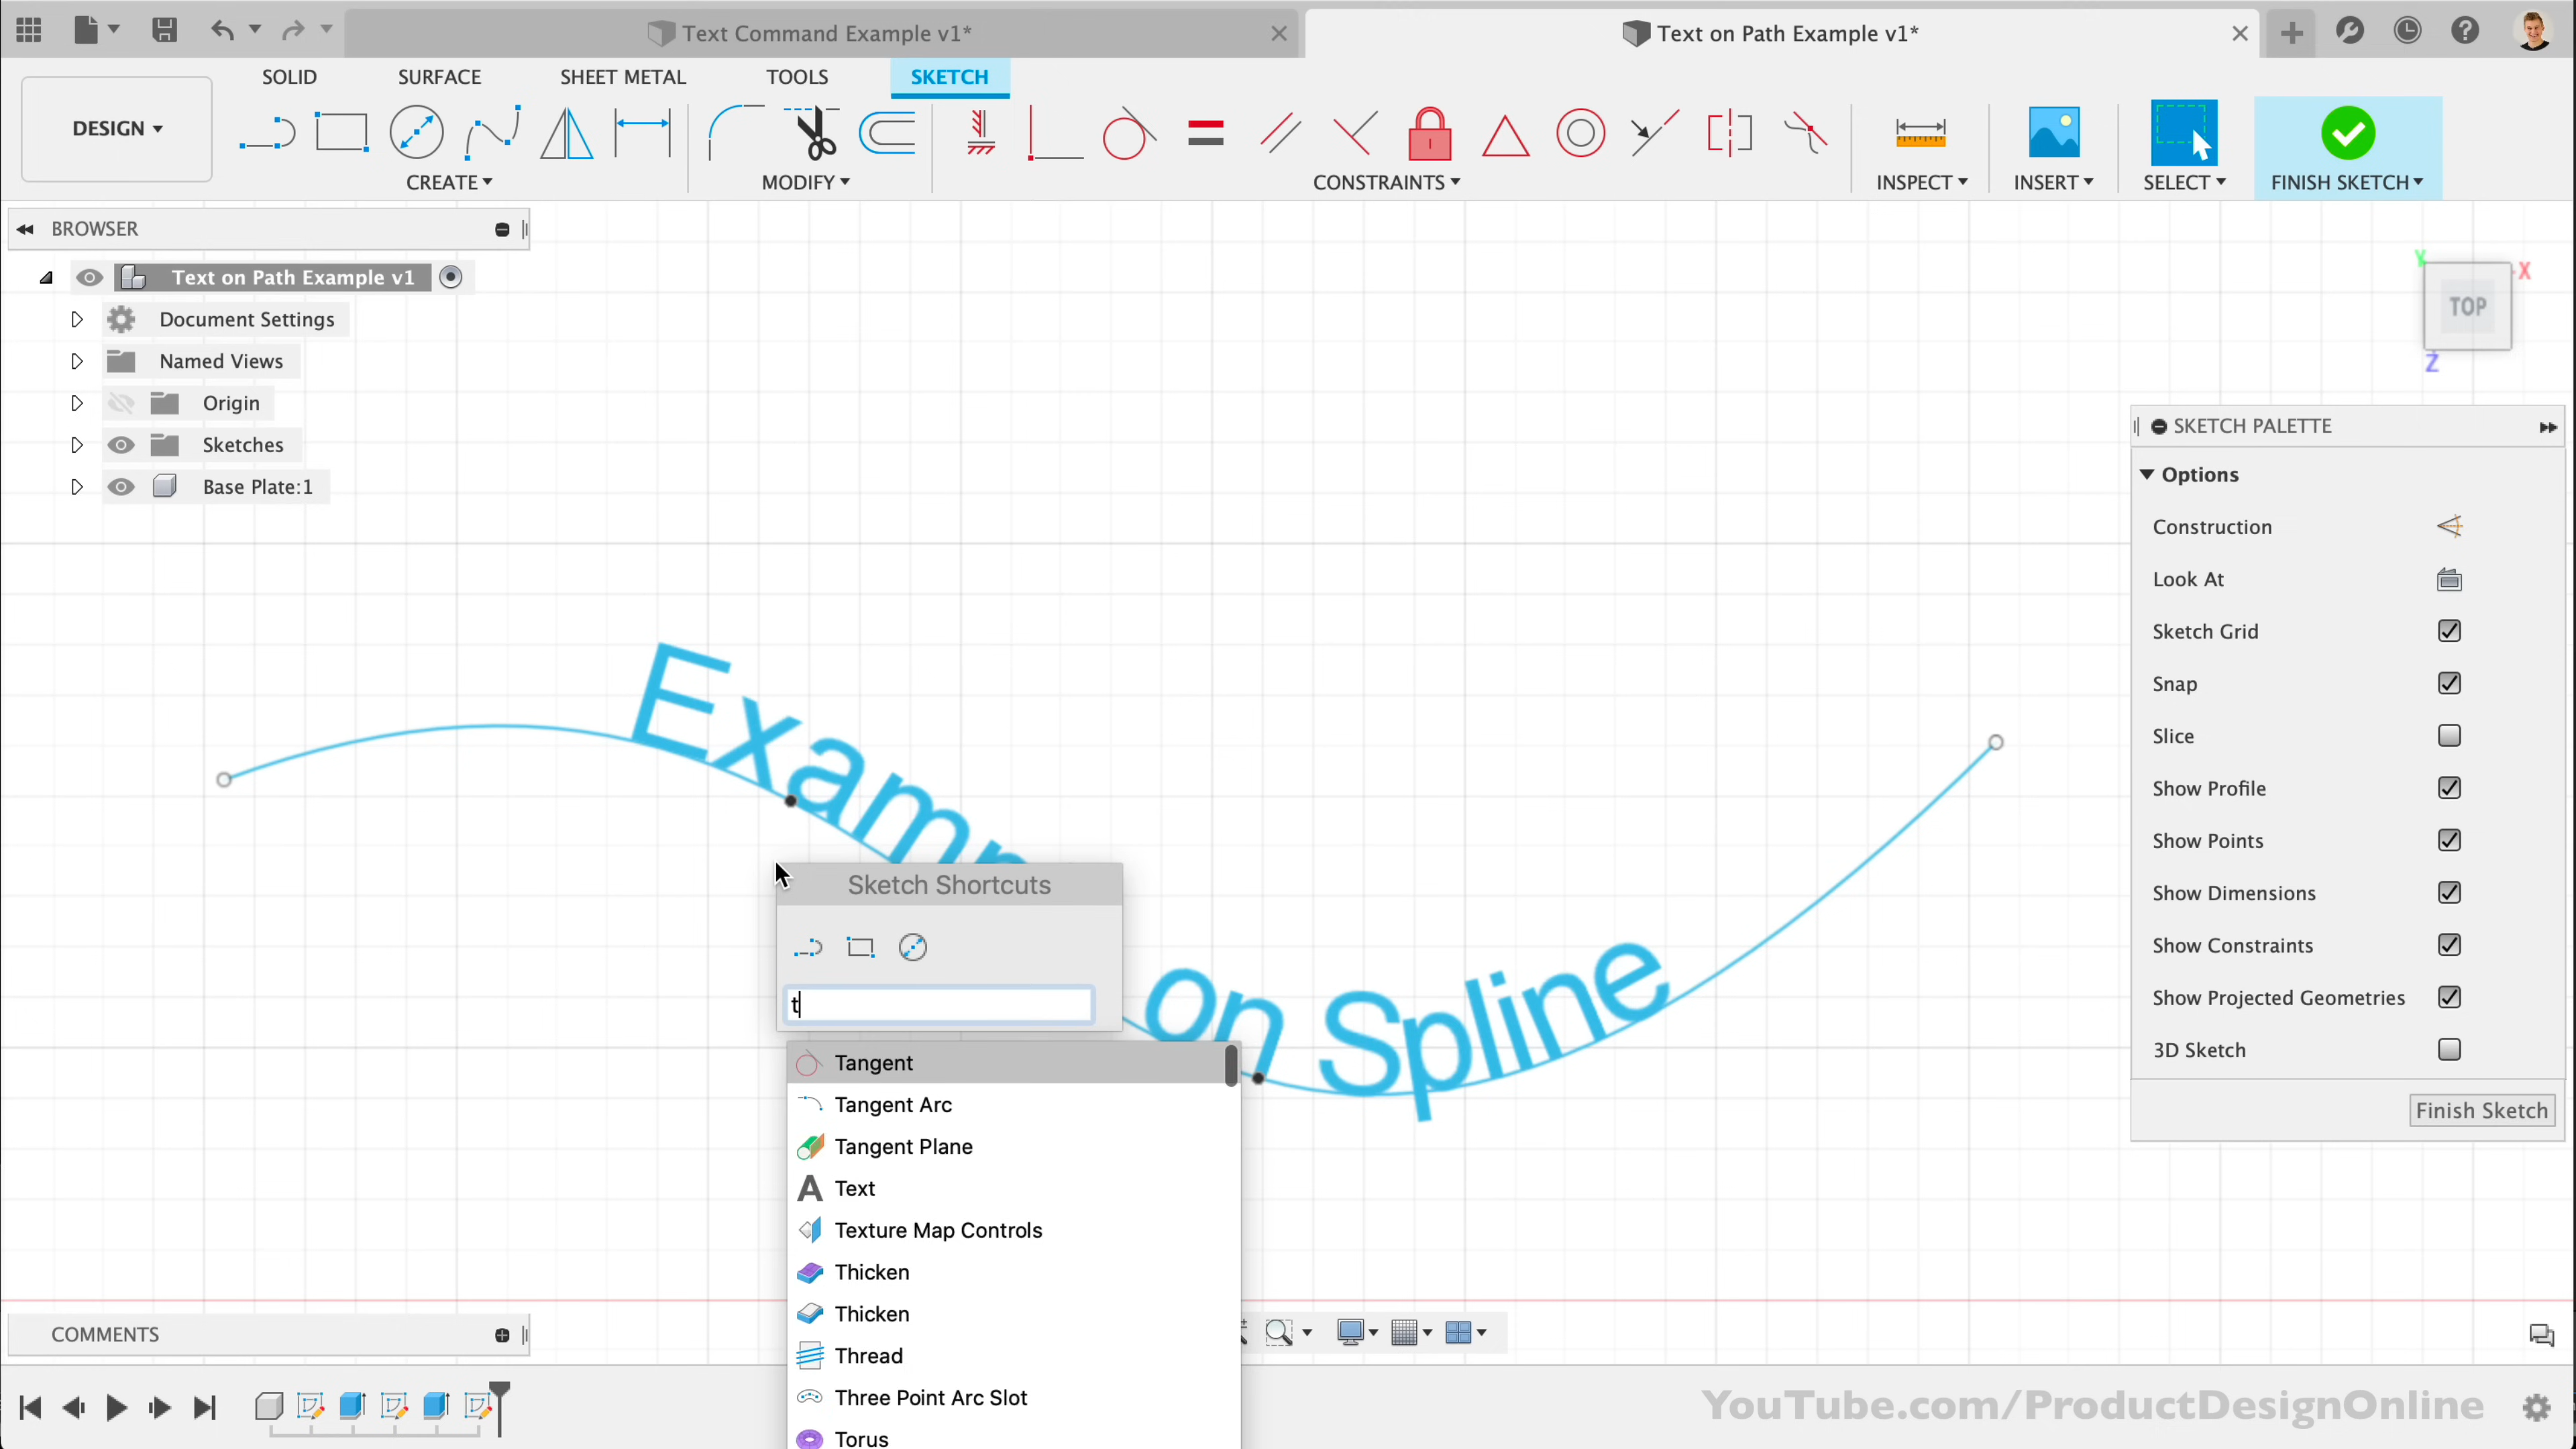 Text Command Example v1*
Text on Path Example v1*
SOLID
SURFACE
SHEET METAL
TOOLS
SKETCH
DESIGN
CREATE
MODIFY
CONSTRAINTS
INSPECT
INSERT
SELECT
FINISH SKETCH
BROWSER
Text on Path Example v1
Document Settings
Named Views
Origin
Sketches
Base Plate:1
Y
X
TOP
Z
SKETCH PALETTE
Options
Construction
Look At
Sketch Grid
Snap
Slice
Show Profile
Show Points
Show Dimensions
Show Constraints
Show Projected Geometries
3D Sketch
Finish Sketch
Examp
on Spline
Sketch Shortcuts
t
Tangent
Tangent Arc
Tangent Plane
Text
Texture Map Controls
Thicken
Thicken
Thread
Three Point Arc Slot
Torus
COMMENTS
YouTube.com/ProductDesignOnline